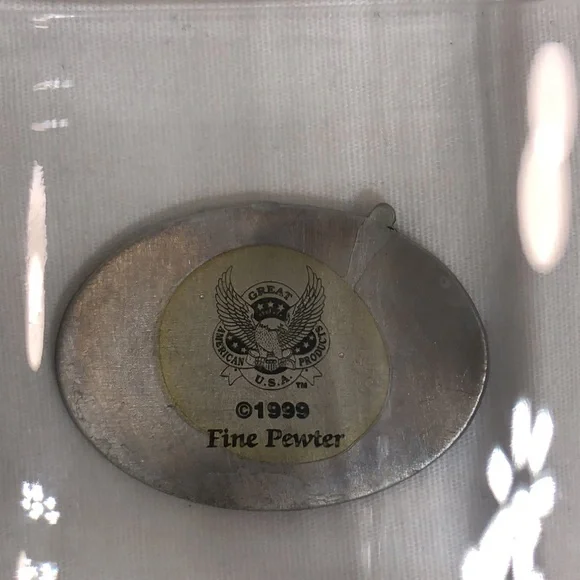 GREAT
AMERICAN PRODUCTS
U.S.A. ™
©1999
Fine Pewter